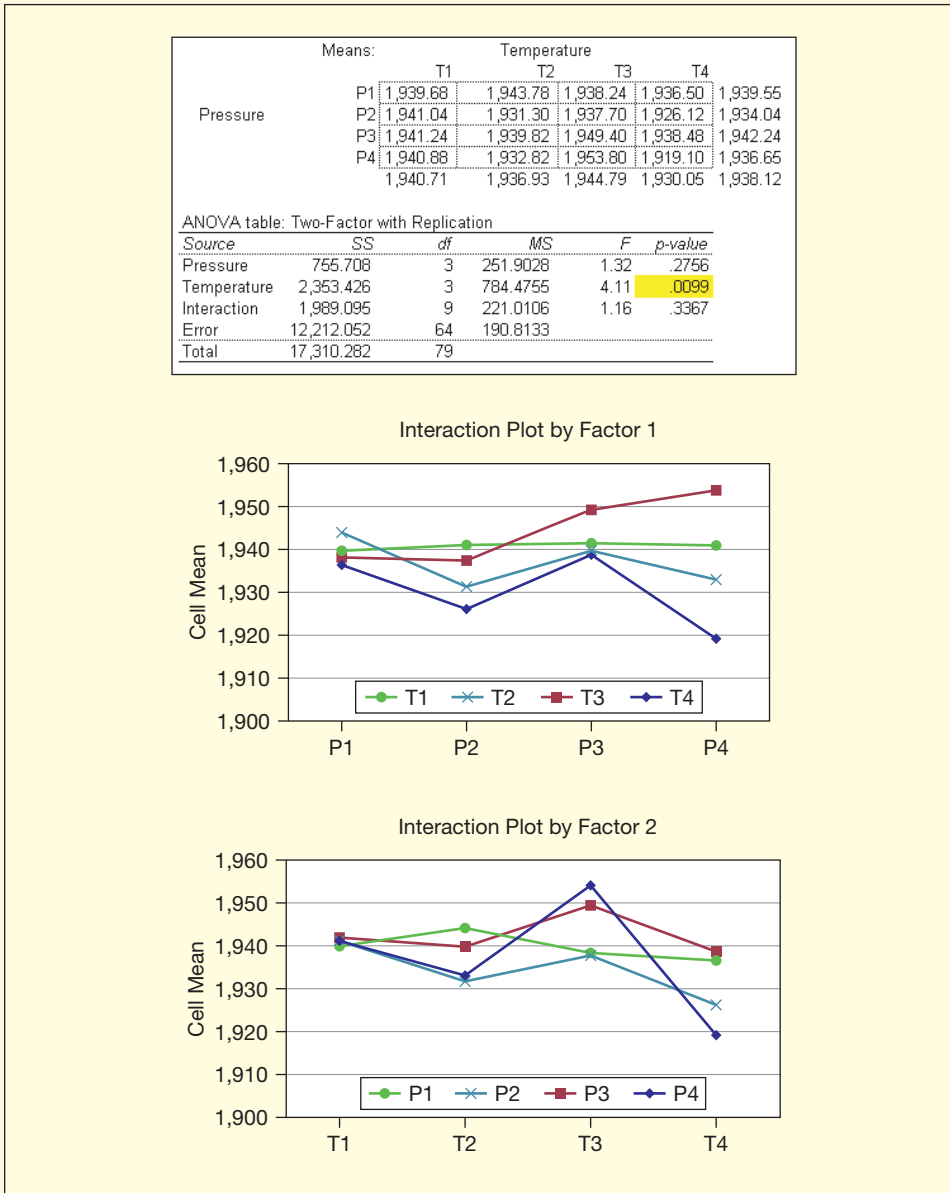 Means: Temperature
T1 T2 T3 T4
P1 1,939.68 1,943.78 1,938.24 1,936.50 1,939.55
Pressure P2 1,941.04 1,931.30 1,937.70 1,926.12 1,934.04
P3 1,941.24 1,939.82 1,949.40 1,938.48 1,942.24
P4 1,940.88 1,932.82 1,953.80 1,919.10 1,936.65
1,940.71 1,936.93 1,944.79 1,930.05 1,938.12
ANOVA table: Two-Factor with Replication
Source SS df MS F p-value
Pressure 755.708 3 251.9028 1.32 .2756
Temperature 2,353.426 3 784.4755 4.11 .0099
Interaction 1,989.095 9 221.0106 1.16 .3367
Error 12,212.052 64 190.8133
Total 17,310.282 79
Interaction Plot by Factor 1
1,960
1,950
1,940
1,930
1,920
1,910
1,900
Cell Mean
T1 T2 T3 T4
P1 P2 P3 P4
Interaction Plot by Factor 2
1,960
1,950
1,940
1,930
1,920
1,910
1,900
Cell Mean
P1 P2 P3 P4
T1 T2 T3 T4